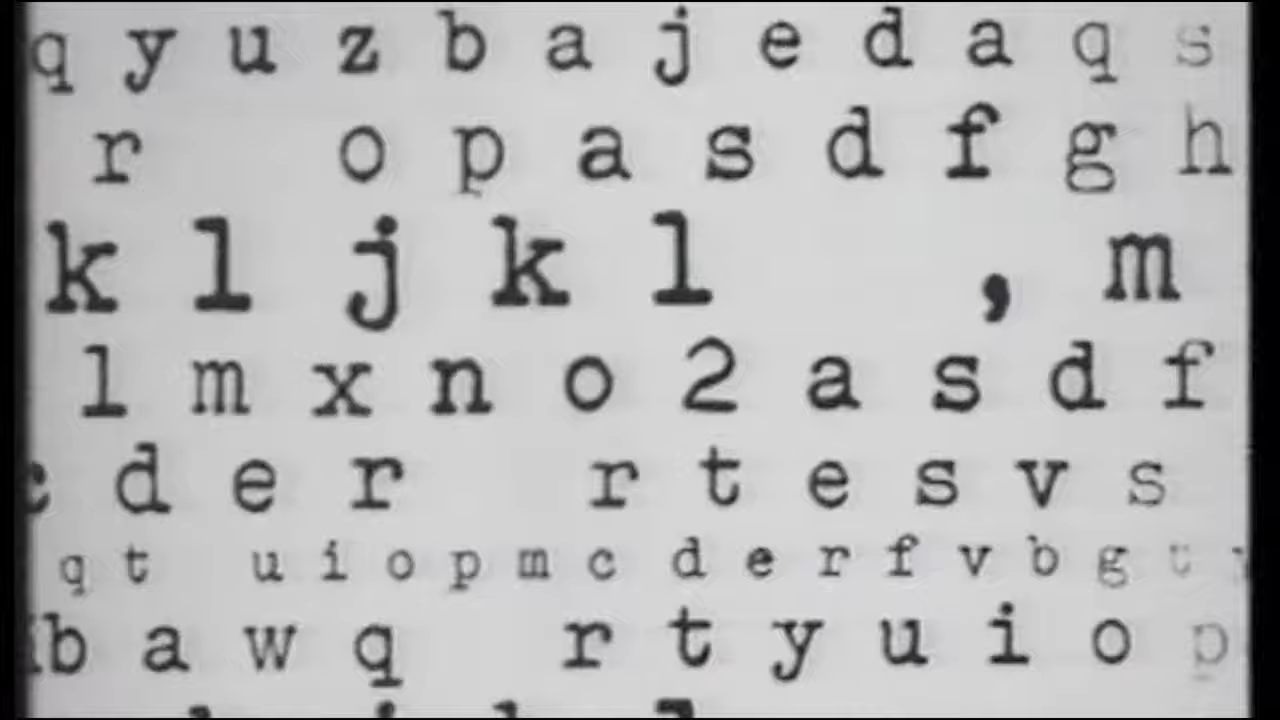 q y u z b a j e d a q s
r o p a s d f g h
k l j k l , m
l m x n o 2 a s d f
c d e r r t e s v s
q t u i o p m c d e r f v b g t
b a w q r t y u i o p